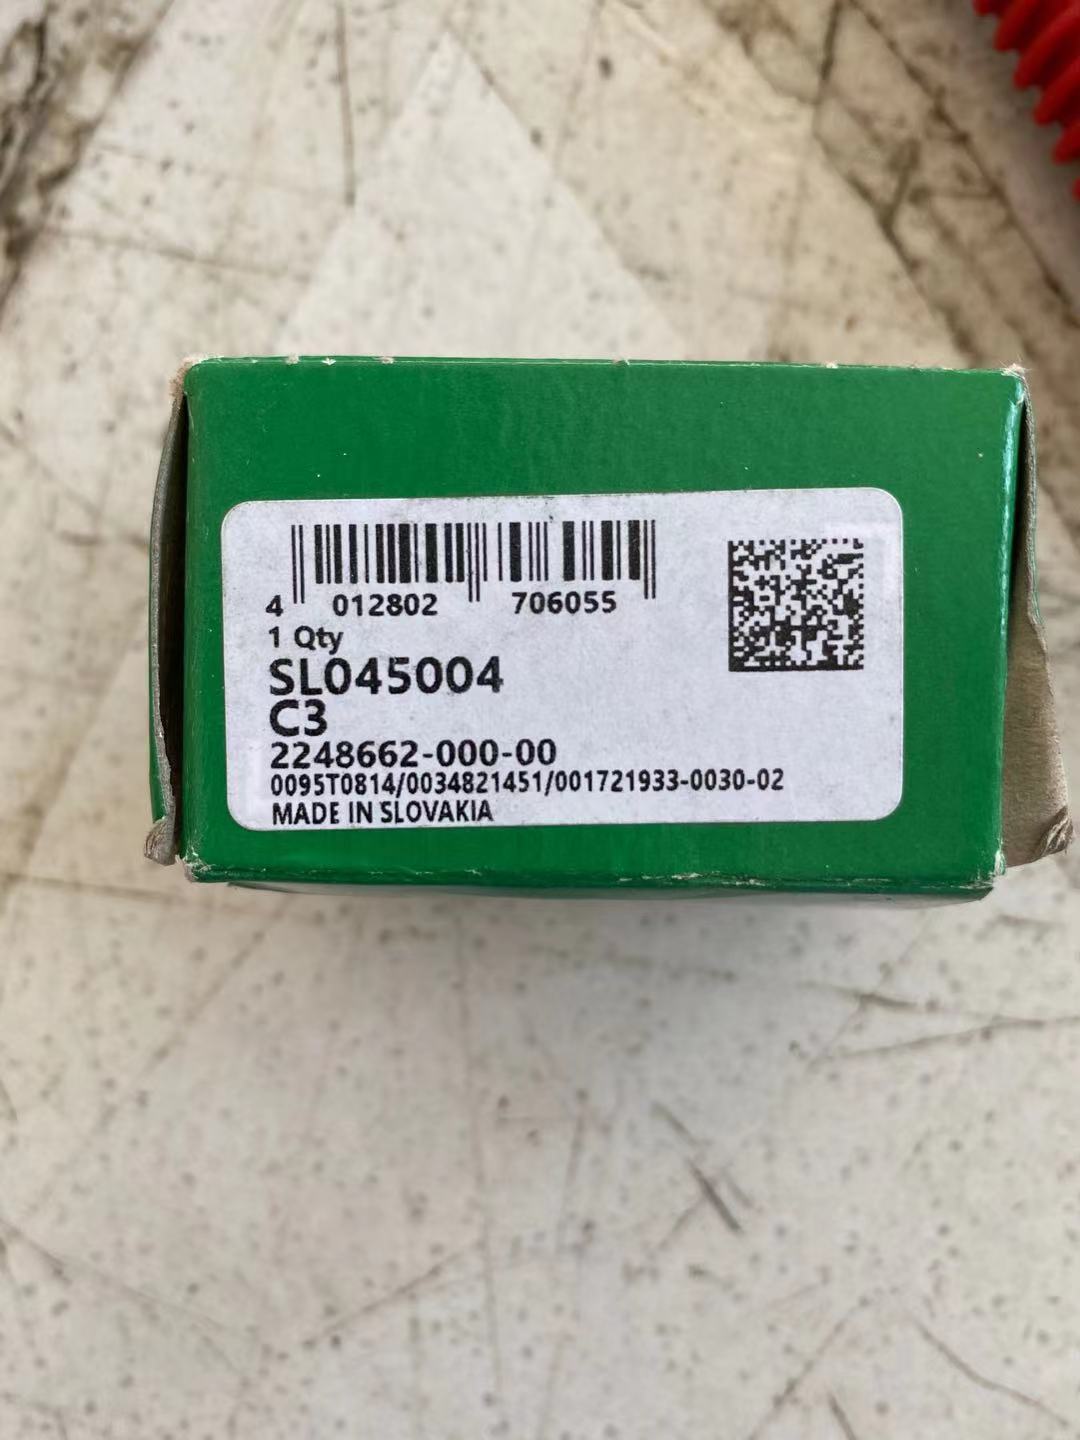 4 012802 706055
1 Qty
SL045004
C3
2248662-000-00
0095T0814/0034821451/001721933-0030-02
MADE IN SLOVAKIA